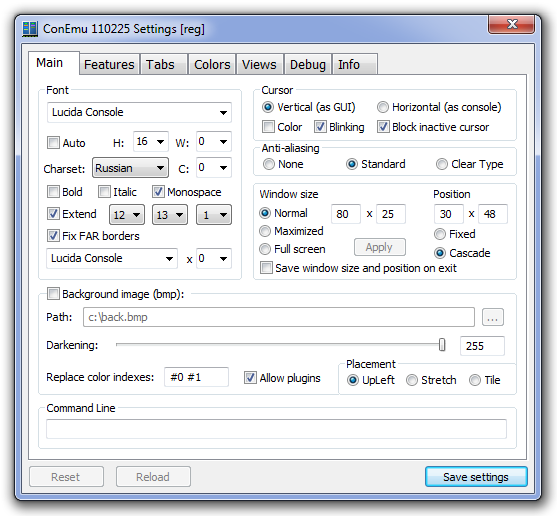 ConEmu 110225 Settings [reg]
Main Features Tabs Colors Views Debug Info
Font
Lucida Console
Auto H: 16 W: 0
Charset: Russian C: 0
Bold Italic Monospace
Extend 12 13 1
Fix FAR borders
Lucida Console x 0
Cursor
Vertical (as GUI) Horizontal (as console)
Color Blinking Block inactive cursor
Anti-aliasing
None Standard Clear Type
Window size Position
Normal 80 x 25 30 x 48
Maximized Fixed
Full screen Apply Cascade
Save window size and position on exit
Background image (bmp):
Path: c:\back.bmp ...
Darkening: 255
Replace color indexes: #0 #1 Allow plugins
Placement
UpLeft Stretch Tile
Command Line
Reset Reload Save settings